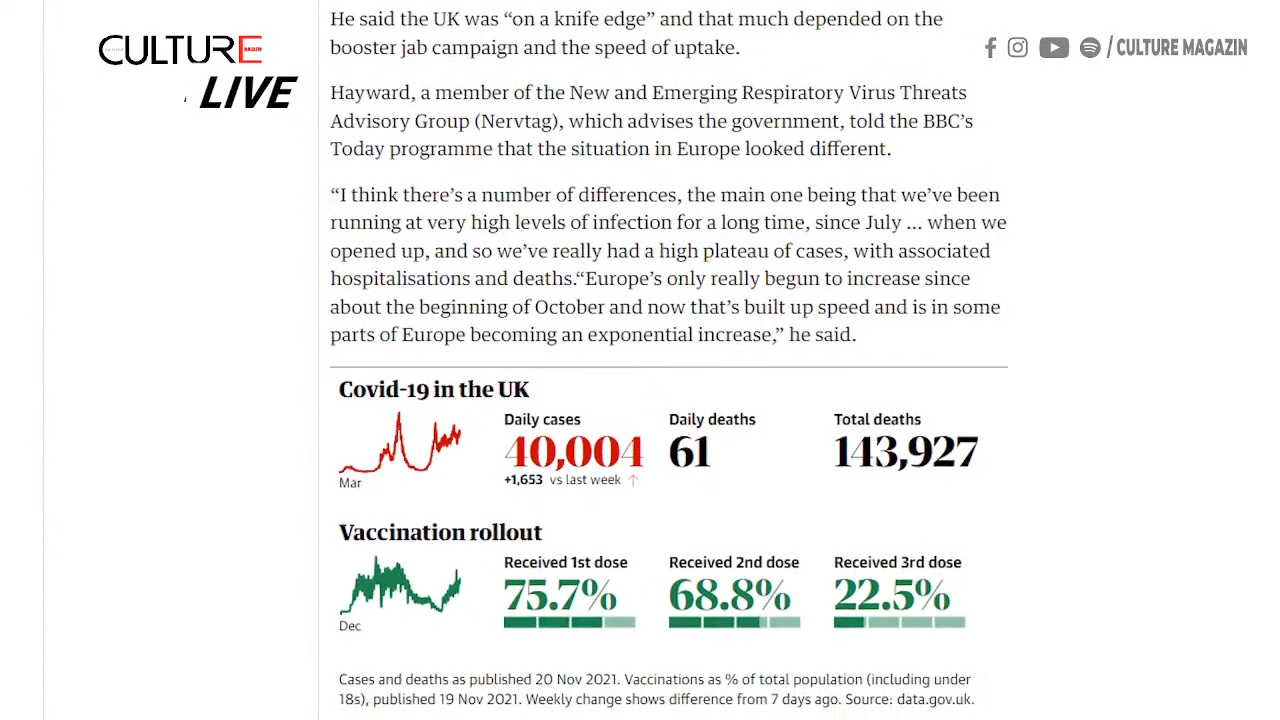 CULTURE
MAGAZIN
LIVE
/ CULTURE MAGAZIN
He said the UK was “on a knife edge” and that much depended on the
booster jab campaign and the speed of uptake.
Hayward, a member of the New and Emerging Respiratory Virus Threats
Advisory Group (Nervtag), which advises the government, told the BBC’s
Today programme that the situation in Europe looked different.
“I think there’s a number of differences, the main one being that we’ve been
running at very high levels of infection for a long time, since July ... when we
opened up, and so we’ve really had a high plateau of cases, with associated
hospitalisations and deaths.“Europe’s only really begun to increase since
about the beginning of October and now that’s built up speed and is in some
parts of Europe becoming an exponential increase,” he said.
Covid-19 in the UK
Mar
Daily cases
40,004
+1,653 vs last week ↑
Daily deaths
61
Total deaths
143,927
Vaccination rollout
Dec
Received 1st dose
75.7%
Received 2nd dose
68.8%
Received 3rd dose
22.5%
Cases and deaths as published 20 Nov 2021. Vaccinations as % of total population (including under
18s), published 19 Nov 2021. Weekly change shows difference from 7 days ago. Source: data.gov.uk.